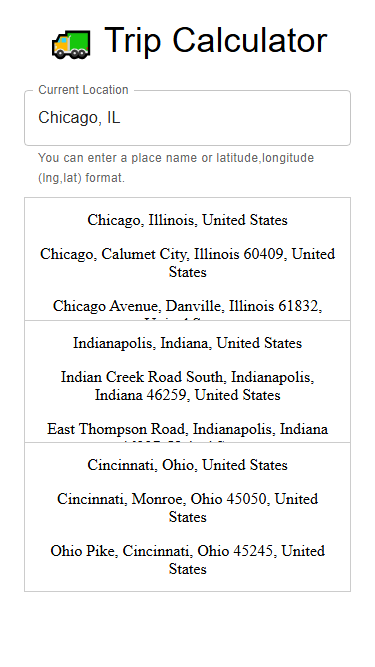 Trip Calculator
Current Location
Chicago, IL
You can enter a place name or latitude,longitude
(lng,lat) format.
Chicago, Illinois, United States
Chicago, Calumet City, Illinois 60409, United
States
Chicago Avenue, Danville, Illinois 61832,
Indianapolis, Indiana, United States
Indian Creek Road South, Indianapolis,
Indiana 46259, United States
East Thompson Road, Indianapolis, Indiana
Cincinnati, Ohio, United States
Cincinnati, Monroe, Ohio 45050, United
States
Ohio Pike, Cincinnati, Ohio 45245, United
States